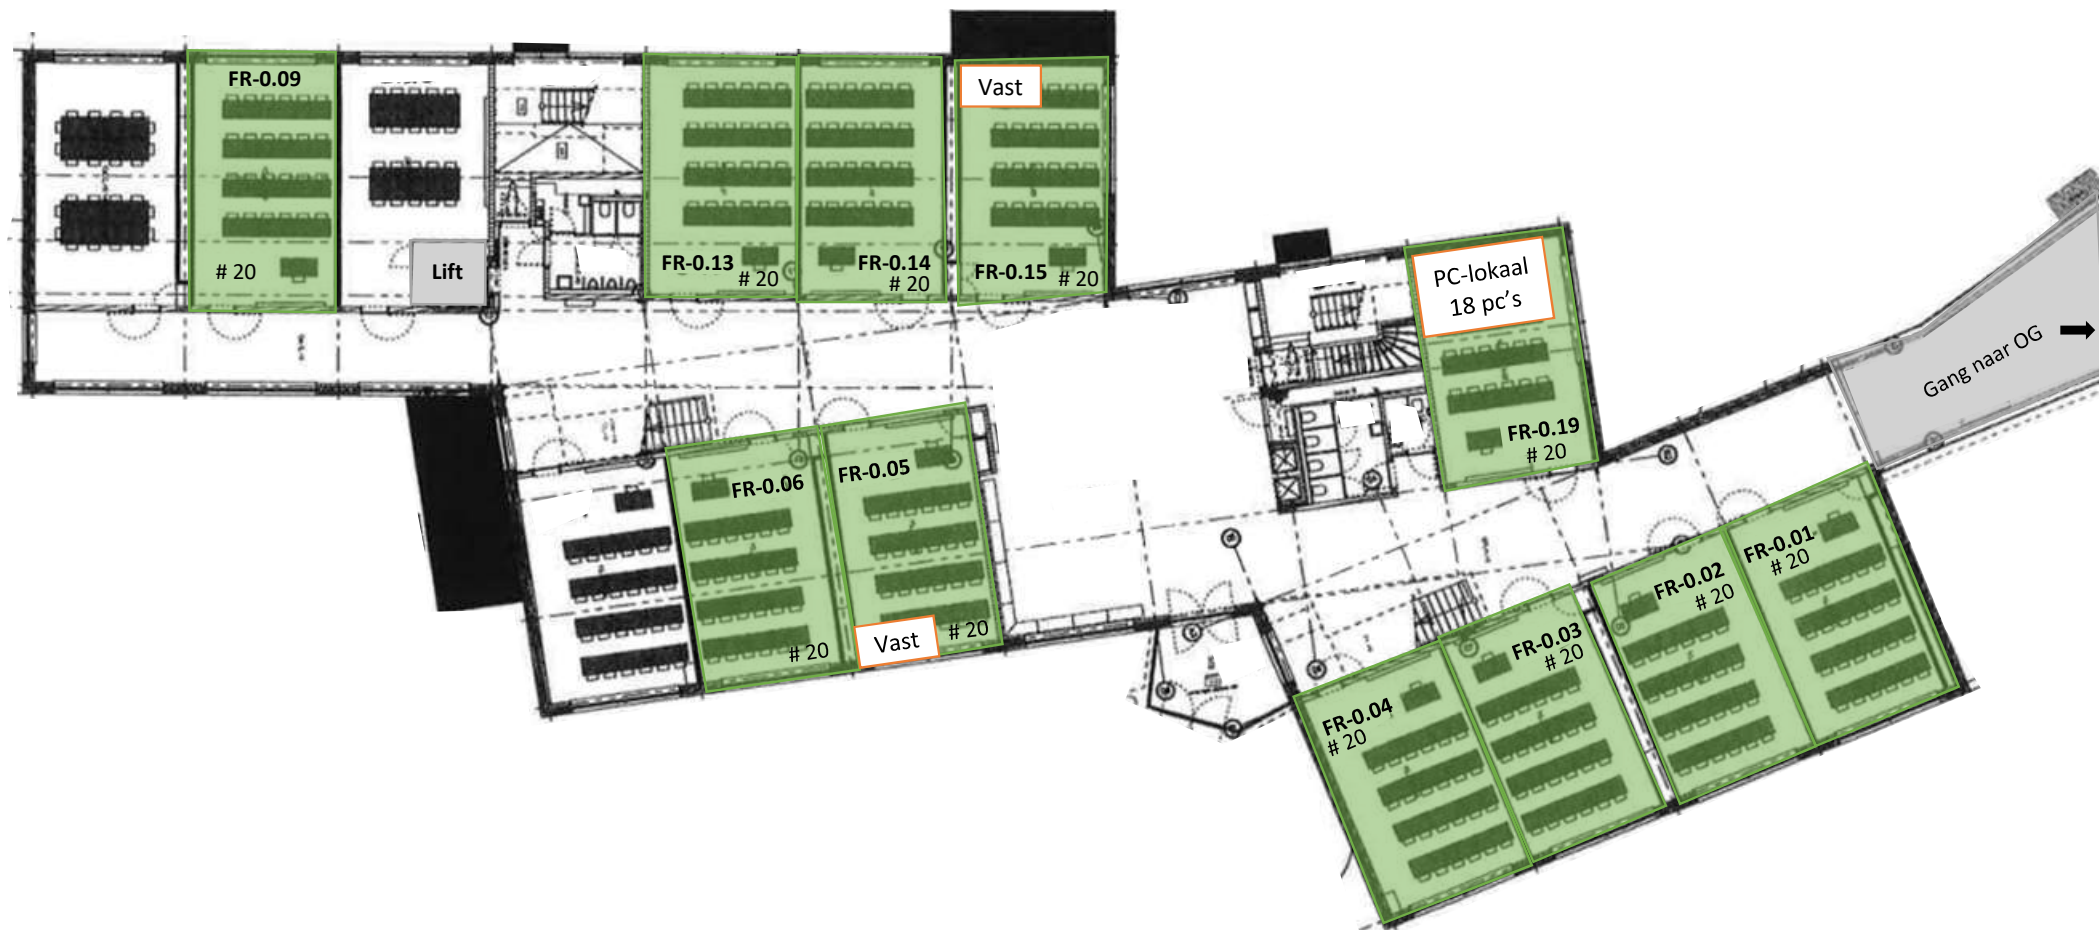 FR-0.09
# 20
Lift
FR-0.13
# 20
FR-0.14
# 20
Vast
FR-0.15
# 20
PC-lokaal
18 pc's
FR-0.19
# 20
Gang naar OG
FR-0.06
# 20
FR-0.05
Vast
# 20
FR-0.04
# 20
FR-0.03
# 20
FR-0.02
# 20
FR-0.01
# 20